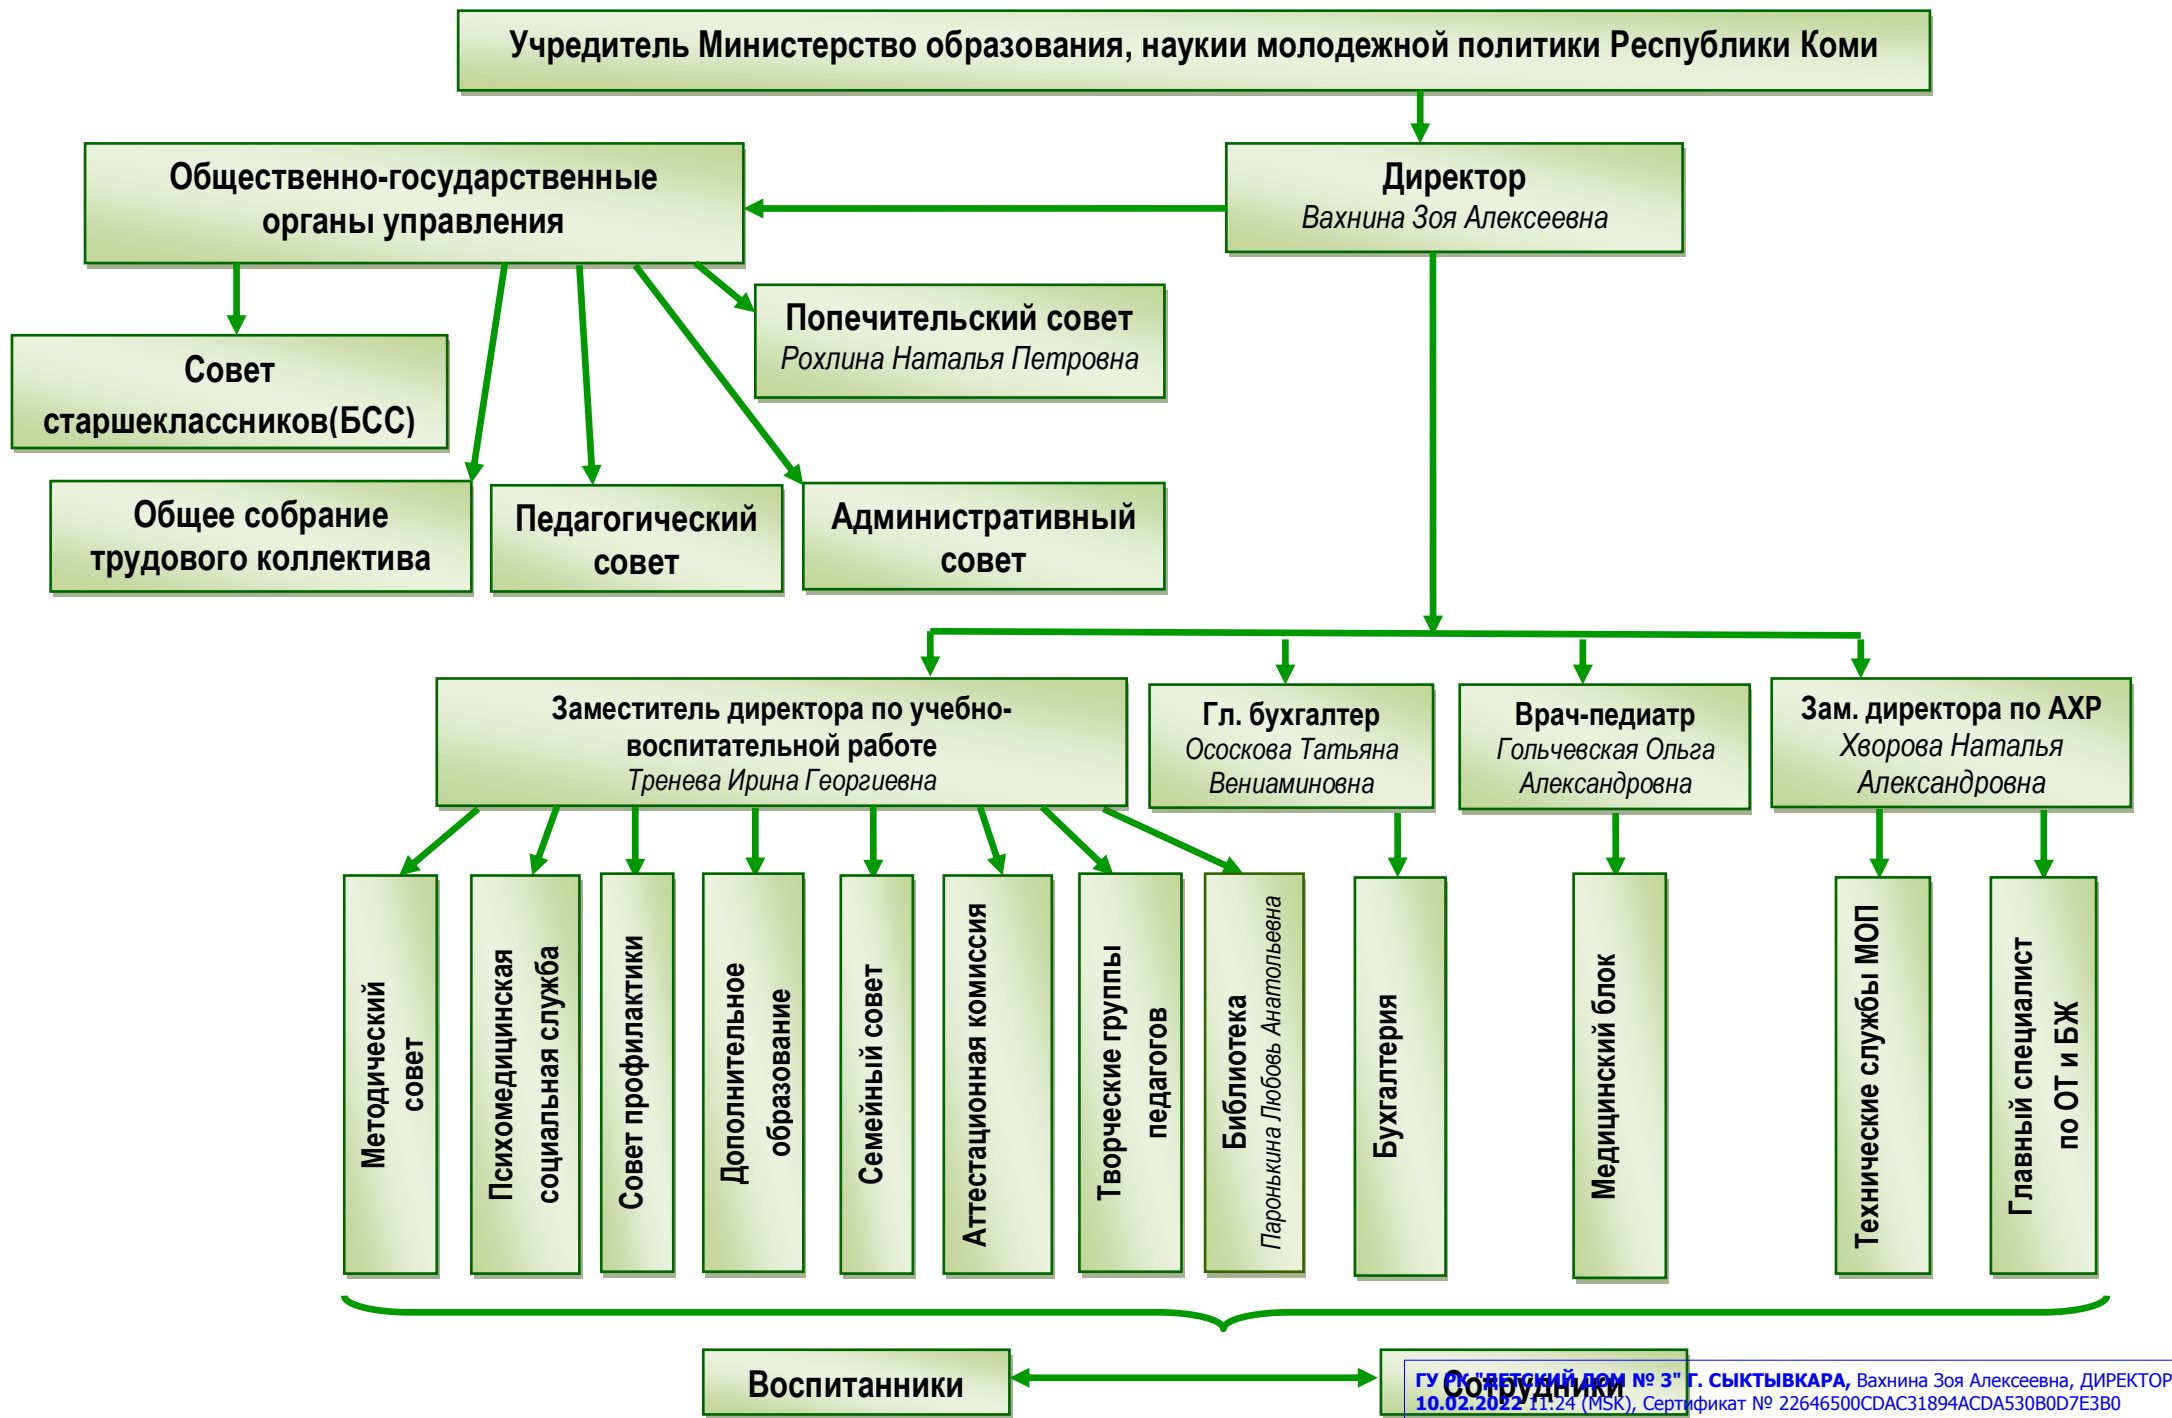 Учредитель Министерство образования, наукии молодежной политики Республики Коми
Общественно-государственные
органы управления
Директор
Вахнина Зоя Алексеевна
Попечительский совет
Рохлина Наталья Петровна
Совет
старшеклассников(БСС)
Общее собрание
трудового коллектива
Педагогический
совет
Административный
совет
Заместитель директора по учебно-
воспитательной работе
Тренева Ирина Георгиевна
Гл. бухгалтер
Ососкова Татьяна
Вениаминовна
Врач-педиатр
Гольчевская Ольга
Александровна
Зам. директора по АХР
Хворова Наталья
Александровна
Методический
совет
Психомедицинская
социальная служба
Совет профилактики
Дополнительное
образование
Семейный совет
Аттестационная комиссия
Творческие группы
педагогов
Библиотека
Паронькина Любовь Анатольевна
Бухгалтерия
Медицинский блок
Технические службы МОП
Главный специалист
по ОТ и БЖ
Воспитанники
Сотрудники
ГУ РК "ДЕТСКИЙ ДОМ № 3" Г. СЫКТЫВКАРА, Вахнина Зоя Алексеевна, ДИРЕКТОР
10.02.2022 11:24 (MSK), Сертификат № 22646500CDAC31894ACDA530B0D7E3B0